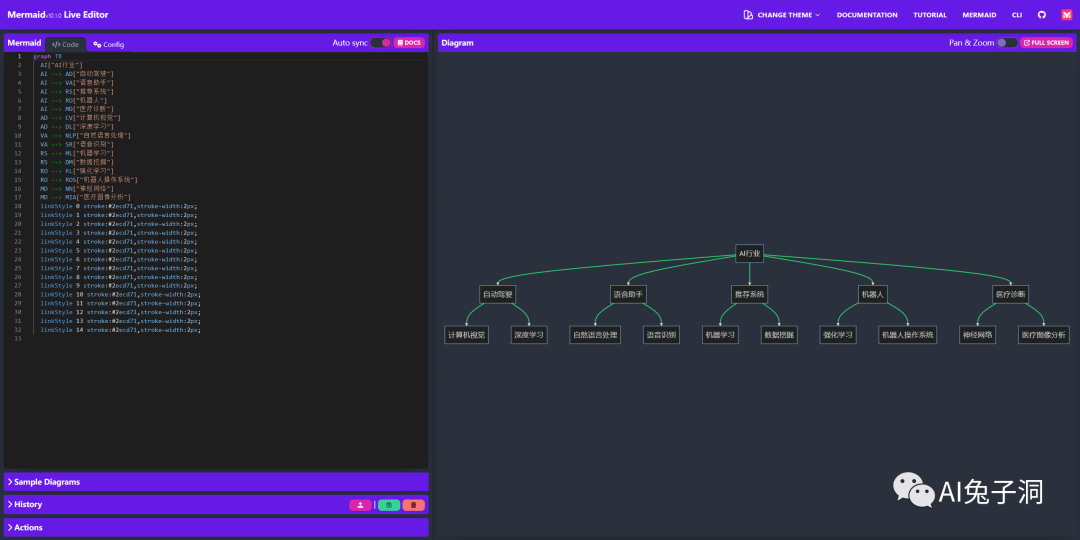 Mermaid v10.1.0 Live Editor
CHANGE THEME
DOCUMENTATION
TUTORIAL
MERMAID
CLI
Mermaid
</> Code
Config
Auto sync
DOCS
1 graph TB
2 AI["AI行业"]
3 AI --> AD["自动驾驶"]
4 AI --> VA["语音助手"]
5 AI --> RS["推荐系统"]
6 AI --> RO["机器人"]
7 AI --> MD["医疗诊断"]
8 AD --> CV["计算机视觉"]
9 AD --> DL["深度学习"]
10 VA --> NLP["自然语言处理"]
11 VA --> SR["语音识别"]
12 RS --> ML["机器学习"]
13 RS --> DM["数据挖掘"]
14 RO --> RL["强化学习"]
15 RO --> ROS["机器人操作系统"]
16 MD --> NN["神经网络"]
17 MD --> MIA["医疗图像分析"]
18 linkStyle 0 stroke:#2ecd71,stroke-width:2px;
19 linkStyle 1 stroke:#2ecd71,stroke-width:2px;
20 linkStyle 2 stroke:#2ecd71,stroke-width:2px;
21 linkStyle 3 stroke:#2ecd71,stroke-width:2px;
22 linkStyle 4 stroke:#2ecd71,stroke-width:2px;
23 linkStyle 5 stroke:#2ecd71,stroke-width:2px;
24 linkStyle 6 stroke:#2ecd71,stroke-width:2px;
25 linkStyle 7 stroke:#2ecd71,stroke-width:2px;
26 linkStyle 8 stroke:#2ecd71,stroke-width:2px;
27 linkStyle 9 stroke:#2ecd71,stroke-width:2px;
28 linkStyle 10 stroke:#2ecd71,stroke-width:2px;
29 linkStyle 11 stroke:#2ecd71,stroke-width:2px;
30 linkStyle 12 stroke:#2ecd71,stroke-width:2px;
31 linkStyle 13 stroke:#2ecd71,stroke-width:2px;
32 linkStyle 14 stroke:#2ecd71,stroke-width:2px;
33
Sample Diagrams
History
Actions
Diagram
Pan & Zoom
FULL SCREEN
AI行业
自动驾驶
语音助手
推荐系统
机器人
医疗诊断
计算机视觉
深度学习
自然语言处理
语音识别
机器学习
数据挖掘
强化学习
机器人操作系统
神经网络
医疗图像分析
AI兔子洞